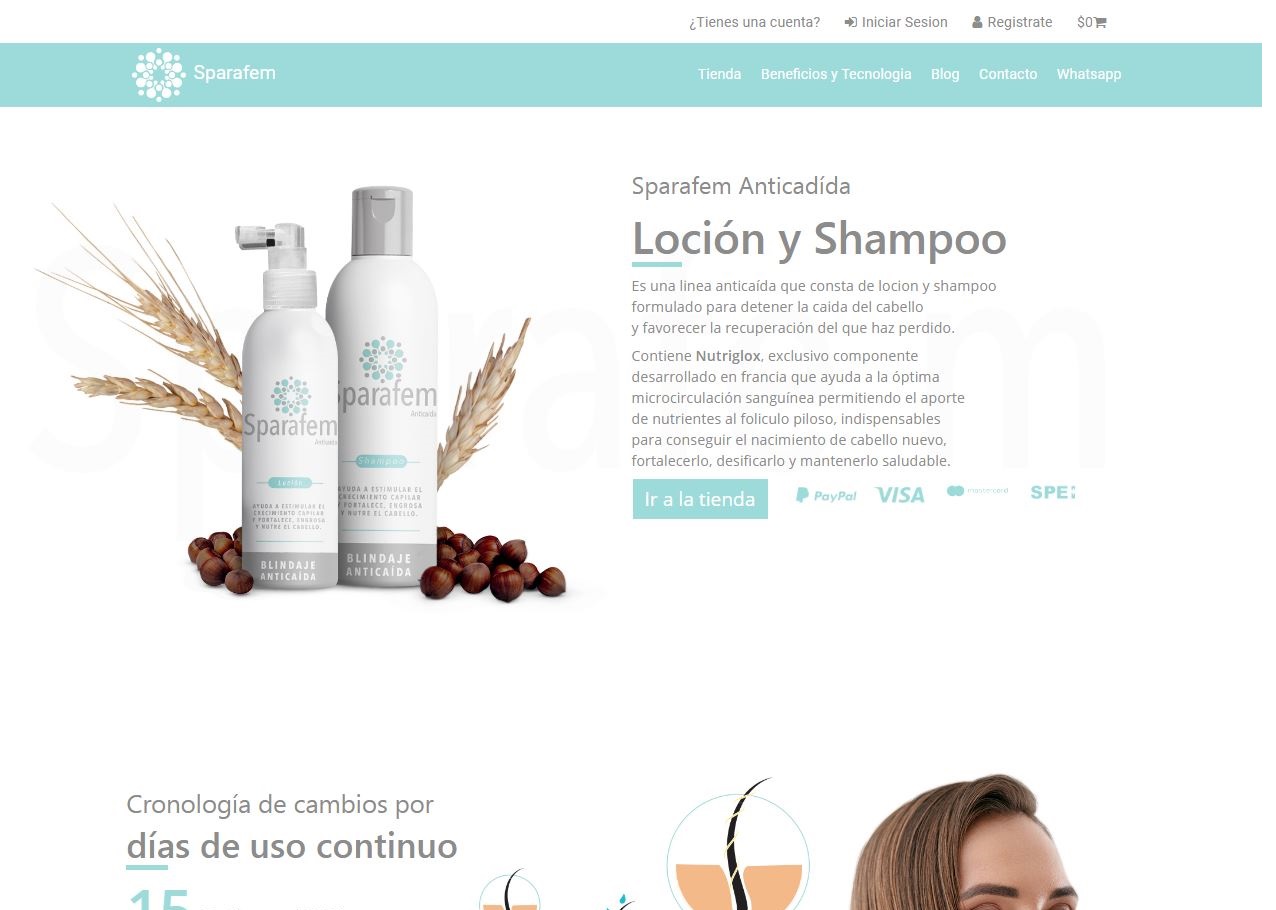 ¿Tienes una cuenta? Iniciar Sesion Registrate $0
Sparafem Tienda Beneficios y Tecnologia Blog Contacto Whatsapp
Sparafem Anticadída
Loción y Shampoo
Es una linea anticaída que consta de locion y shampoo
formulado para detener la caida del cabello
y favorecer la recuperación del que haz perdido.
Contiene Nutriglox, exclusivo componente
desarrollado en francia que ayuda a la óptima
microcirculación sanguínea permitiendo el aporte
de nutrientes al foliculo piloso, indispensables
para conseguir el nacimiento de cabello nuevo,
fortalecerlo, desificarlo y mantenerlo saludable.
Ir a la tienda PayPal VISA mastercard SPEI
Sparafem
Anticaída
Loción
AYUDA A ESTIMULAR EL
CRECIMIENTO CAPILAR
Y FORTALECE, ENGROSA
Y NUTRE EL CABELLO.
BLINDAJE
ANTICAÍDA
Sparafem
Anticaída
Shampoo
AYUDA A ESTIMULAR EL
CRECIMIENTO CAPILAR
Y FORTALECE, ENGROSA
Y NUTRE EL CABELLO.
BLINDAJE
ANTICAÍDA
Sparafem
Cronología de cambios por
días de uso continuo
15